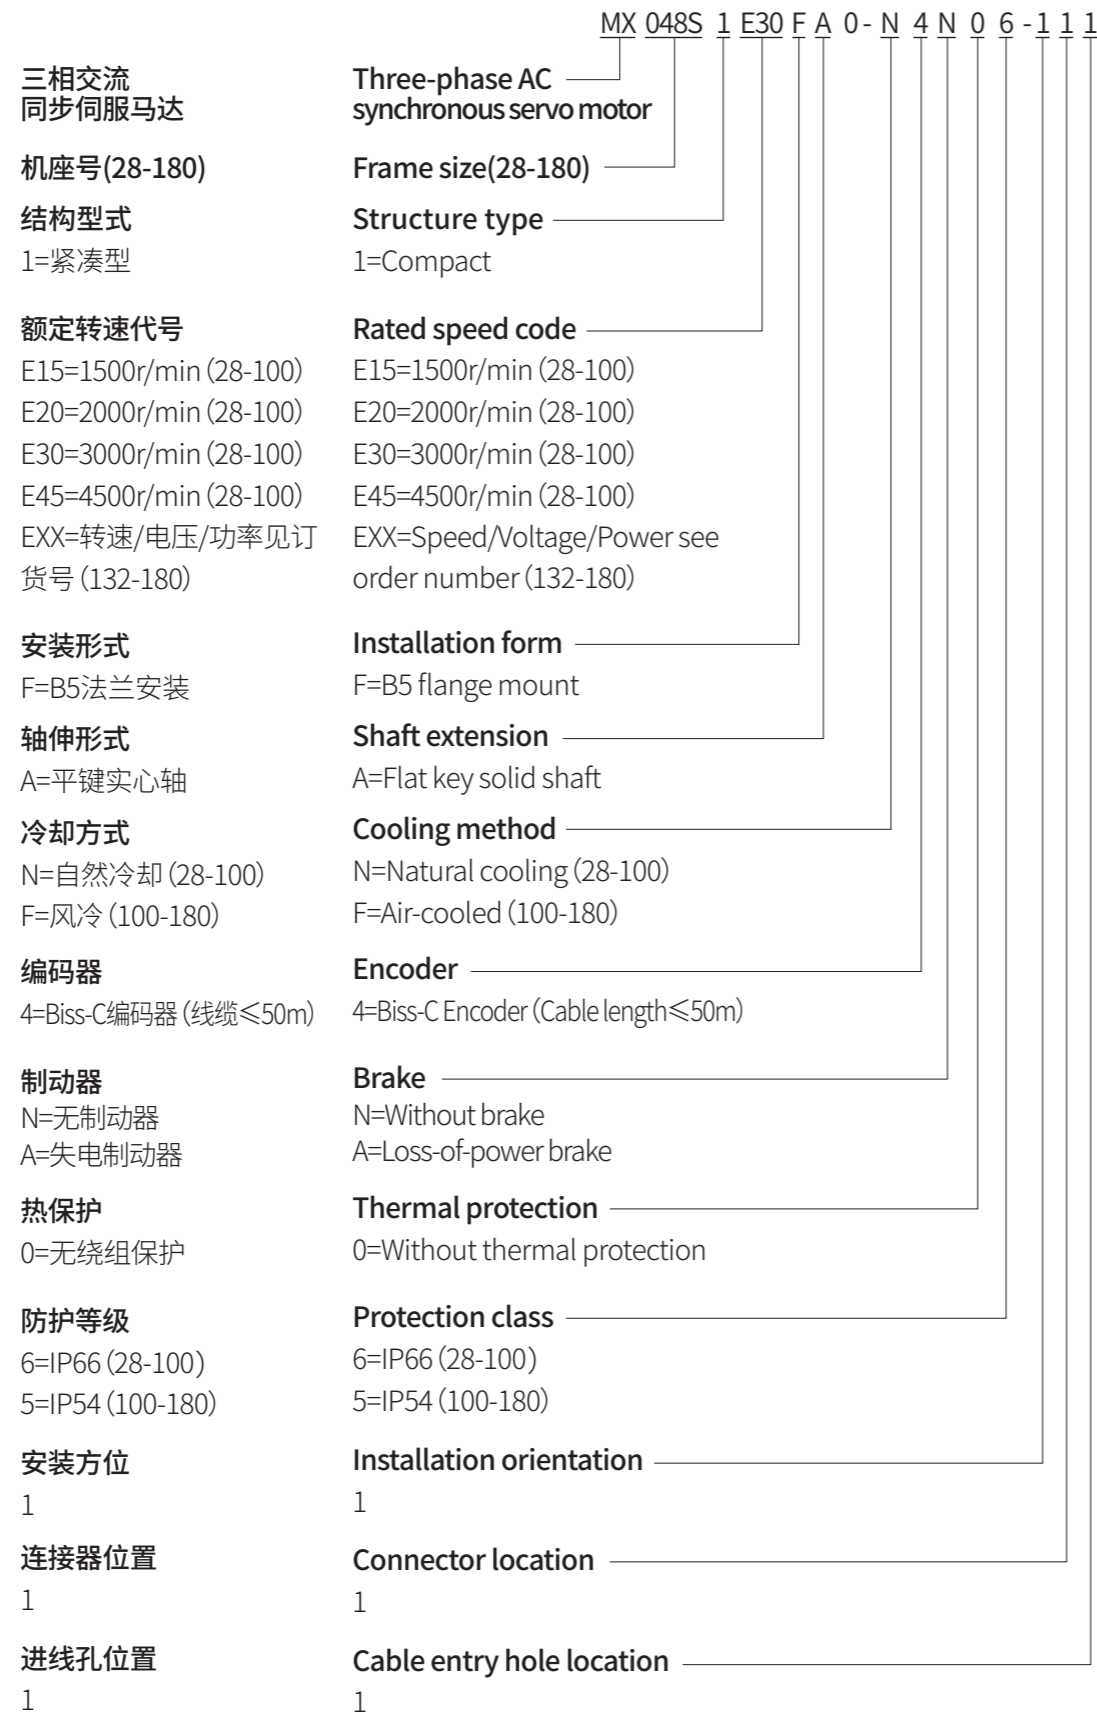 MX 048S 1 E30 F A 0- N 4 N 0 6 -1 1 1
三相交流
同步伺服马达
Three-phase AC
synchronous servo motor
机座号(28-180)
Frame size(28-180)
结构型式
1=紧凑型
Structure type
1=Compact
额定转速代号
E15=1500r/min (28-100)
E20=2000r/min (28-100)
E30=3000r/min (28-100)
E45=4500r/min (28-100)
EXX=转速/电压/功率见订
货号 (132-180)
Rated speed code
E15=1500r/min (28-100)
E20=2000r/min (28-100)
E30=3000r/min (28-100)
E45=4500r/min (28-100)
EXX=Speed/Voltage/Power see
order number (132-180)
安装形式
F=B5法兰安装
Installation form
F=B5 flange mount
轴伸形式
A=平键实心轴
Shaft extension
A=Flat key solid shaft
冷却方式
N=自然冷却 (28-100)
F=风冷 (100-180)
Cooling method
N=Natural cooling (28-100)
F=Air-cooled (100-180)
编码器
4=Biss-C编码器 (线缆≤50m)
Encoder
4=Biss-C Encoder (Cable length≤50m)
制动器
N=无制动器
A=失电制动器
Brake
N=Without brake
A=Loss-of-power brake
热保护
0=无绕组保护
Thermal protection
0=Without thermal protection
防护等级
6=IP66 (28-100)
5=IP54 (100-180)
Protection class
6=IP66 (28-100)
5=IP54 (100-180)
安装方位
1
Installation orientation
1
连接器位置
1
Connector location
1
进线孔位置
1
Cable entry hole location
1